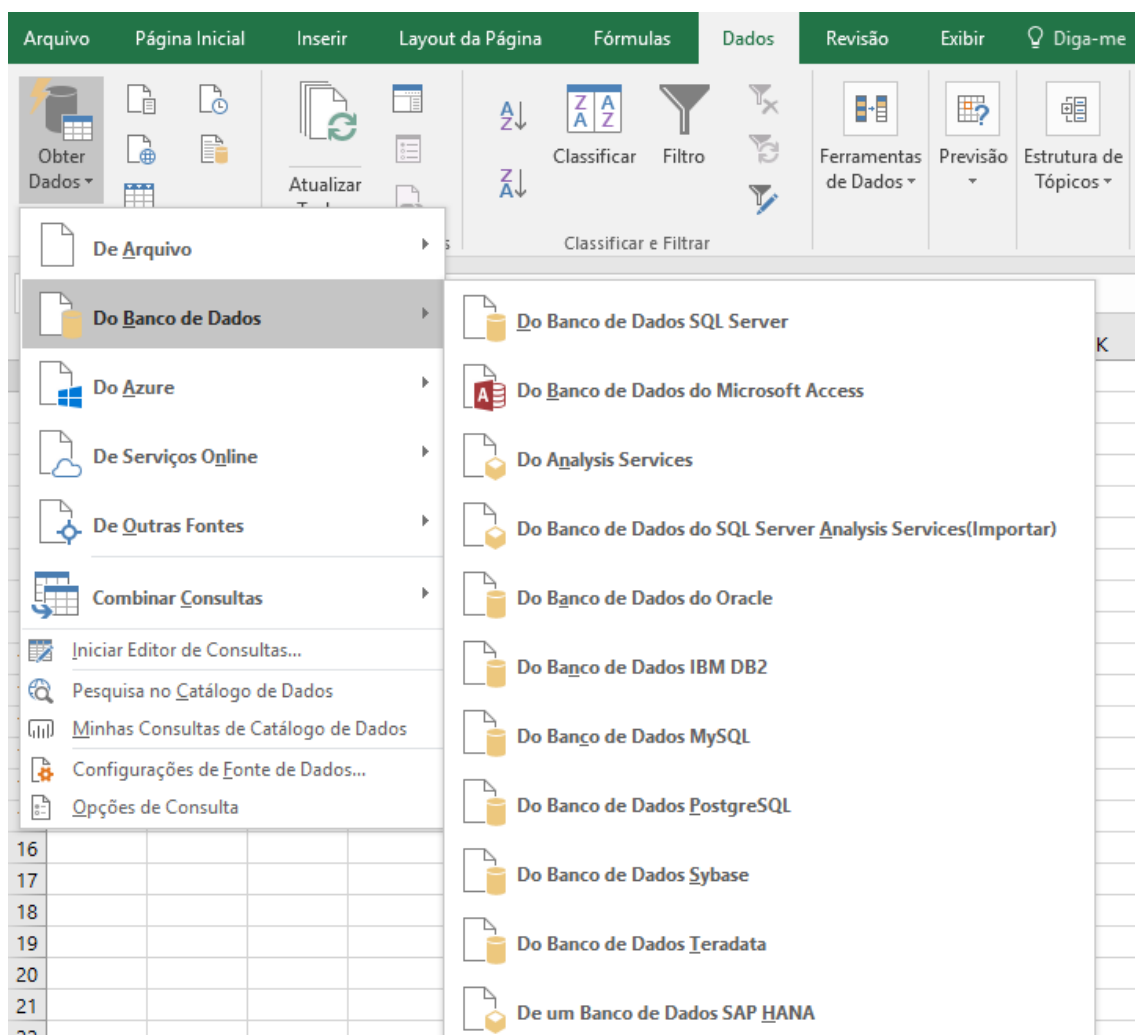 Arquivo Página Inicial Inserir Layout da Página Fórmulas Dados Revisão Exibir Diga-me
Obter
Dados
Atualizar
Classificar
Filtro
Ferramentas
de Dados
Previsão
Estrutura de
Tópicos
Classificar e Filtrar
De Arquivo
Do Banco de Dados
Do Azure
De Serviços Online
De Outras Fontes
Combinar Consultas
Iniciar Editor de Consultas...
Pesquisa no Catálogo de Dados
Minhas Consultas de Catálogo de Dados
Configurações de Fonte de Dados...
Opções de Consulta
Do Banco de Dados SQL Server
Do Banco de Dados do Microsoft Access
Do Analysis Services
Do Banco de Dados do SQL Server Analysis Services(Importar)
Do Banco de Dados do Oracle
Do Banco de Dados IBM DB2
Do Banco de Dados MySQL
Do Banco de Dados PostgreSQL
Do Banco de Dados Sybase
Do Banco de Dados Teradata
De um Banco de Dados SAP HANA
K
16
17
18
19
20
21